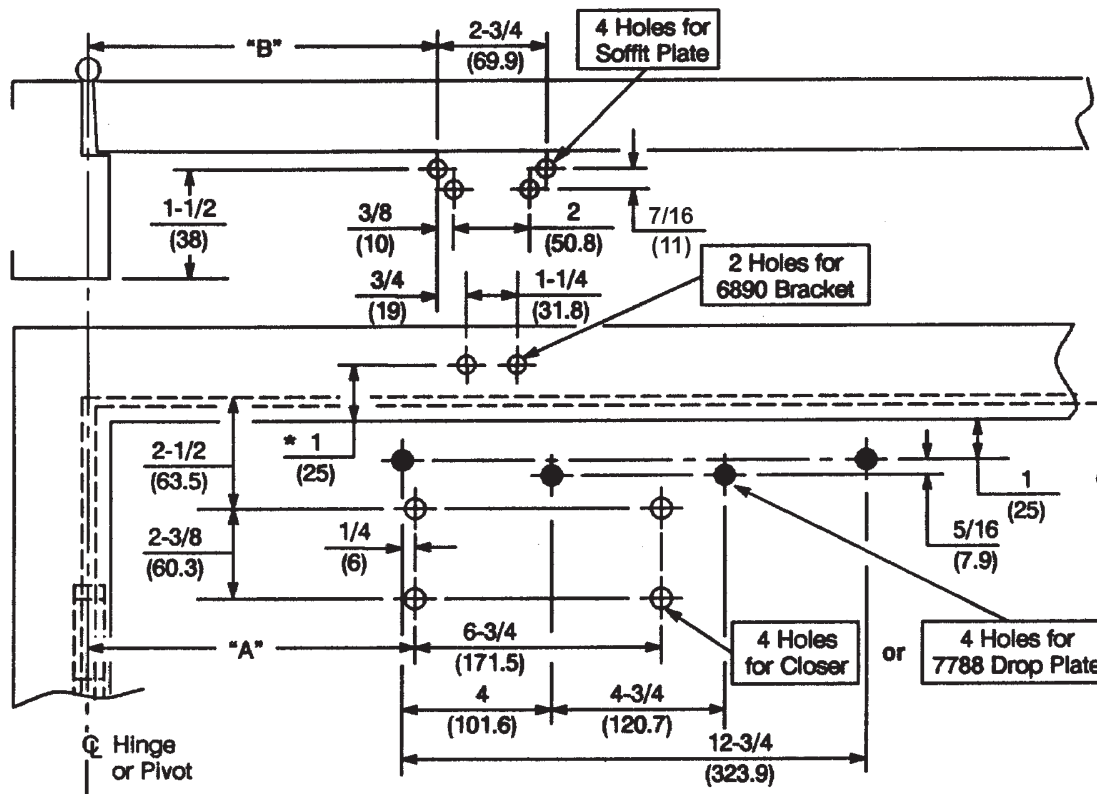 “B”
2-3/4
(69.9)
4 Holes for
Soffit Plate
1-1/2
(38)
3/8
(10)
2
(50.8)
7/16
(11)
3/4
(19)
1-1/4
(31.8)
2 Holes for
6890 Bracket
2-1/2
(63.5)
* 1
(25)
1
(25)
5/16
(7.9)
2-3/8
(60.3)
1/4
(6)
“A”
6-3/4
(171.5)
4 Holes
for Closer
or
4 Holes for
7788 Drop Plate
4
(101.6)
4-3/4
(120.7)
12-3/4
(323.9)
℄ Hinge
or Pivot